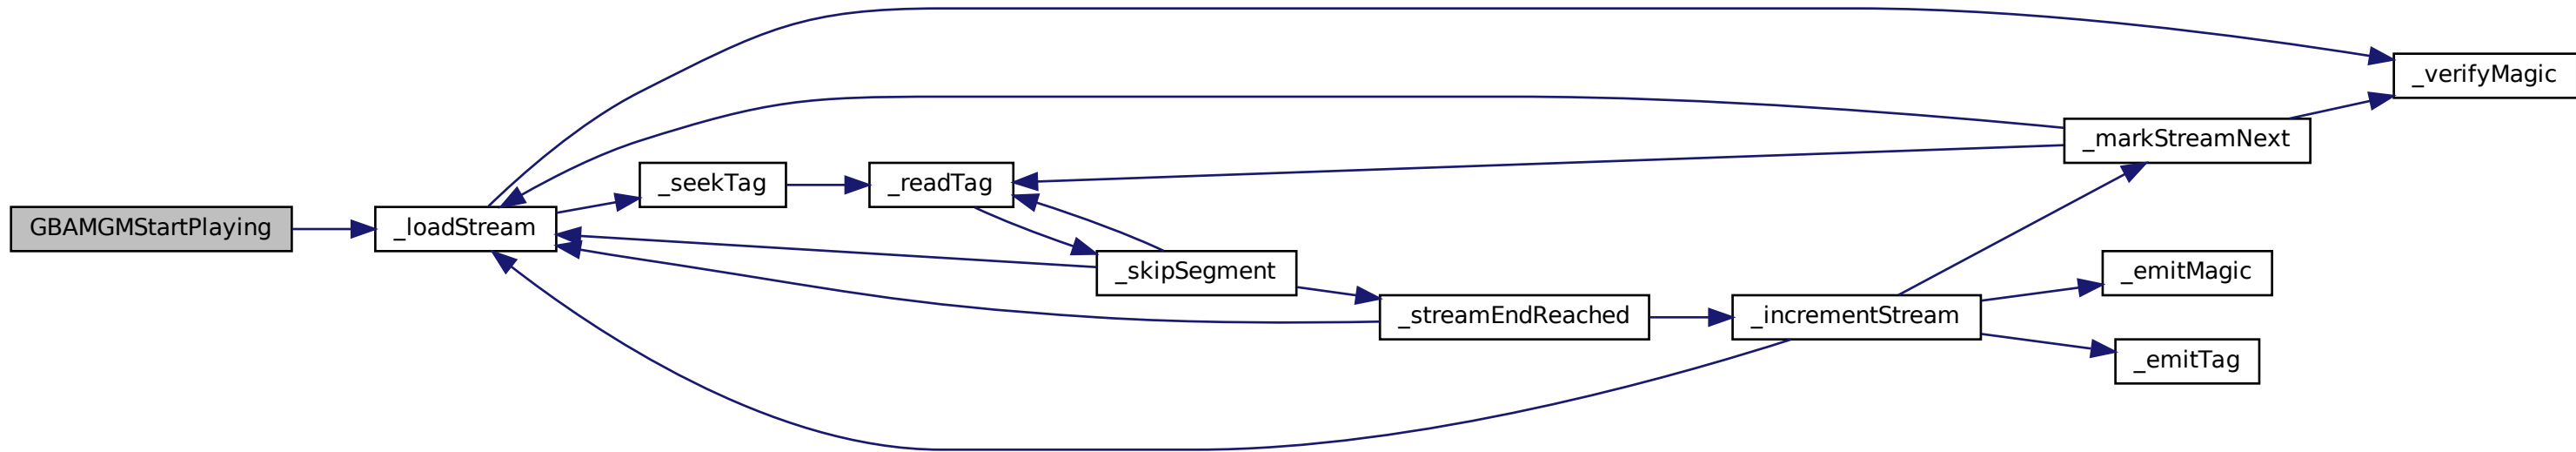 GBAMGMStartPlaying
_loadStream
_seekTag
_readTag
_skipSegment
_streamEndReached
_incrementStream
_markStreamNext
_verifyMagic
_emitMagic
_emitTag